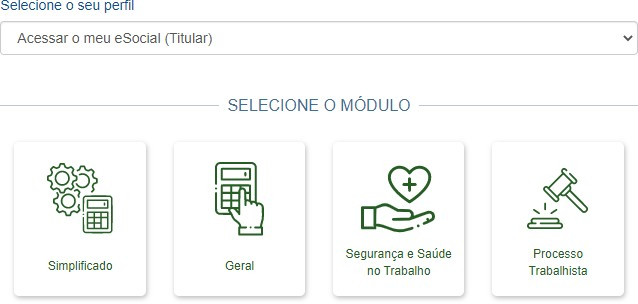 Selecione o seu perfil
Acessar o meu eSocial (Titular)
SELECIONE O MÓDULO
Simplificado
Geral
Segurança e Saúde
no Trabalho
Processo
Trabalhista